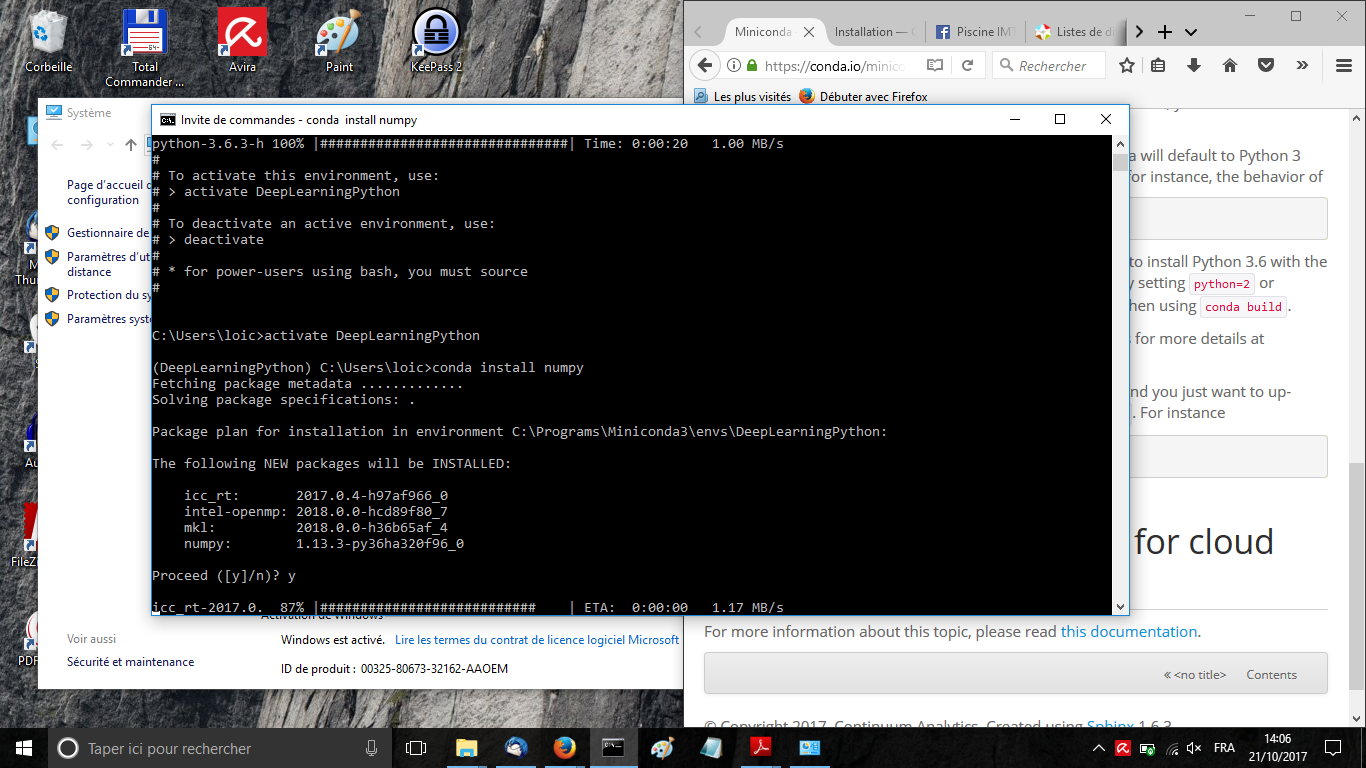 Corbeille
Total
Commander ...
Avira
Paint
KeePass 2
Système
Page d'accueil
configuration
Gestionnaire de
Paramètres
distance
Protection du
Paramètres
Voir aussi
Sécurité et maintenance
Activation de Windows
Windows est activé. Lire les termes du contrat de licence logiciel Microsoft
ID de produit : 00325-80673-32162-AAOEM
Invite de commandes - conda install numpy
python-3.6.3-h 100% |###############################| Time: 0:00:20 1.00 MB/s
#
# To activate this environment, use:
# > activate DeepLearningPython
#
# To deactivate an active environment, use:
# > deactivate
#
# * for power-users using bash, you must source
#
C:\Users\loic>activate DeepLearningPython
(DeepLearningPython) C:\Users\loic>conda install numpy
Fetching package metadata .............
Solving package specifications: .
Package plan for installation in environment C:\Programs\Miniconda3\envs\DeepLearningPython:
The following NEW packages will be INSTALLED:
icc_rt: 2017.0.4-h97af966_0
intel-openmp: 2018.0.0-hcd89f80_7
mkl: 2018.0.0-h36b65af_4
numpy: 1.13.3-py36ha320f96_0
Proceed ([y]/n)? y
icc_rt-2017.0. 87% |########################### | ETA: 0:00:00 1.17 MB/s
Miniconda
Installation —
Piscine IMT
Listes de d
https://conda.io/minico
Rechercher
Les plus visités
Débuter avec Firefox
a will default to Python 3
for instance, the behavior of
to install Python 3.6 with the
y setting python=2 or
hen using conda build.
for more details at
nd you just want to up-
. For instance
for cloud
For more information about this topic, please read this documentation.
« <no title> Contents
© Copyright 2017, Continuum Analytics. Created using Sphinx 1.6.3.
Taper ici pour rechercher
FRA
14:06
21/10/2017